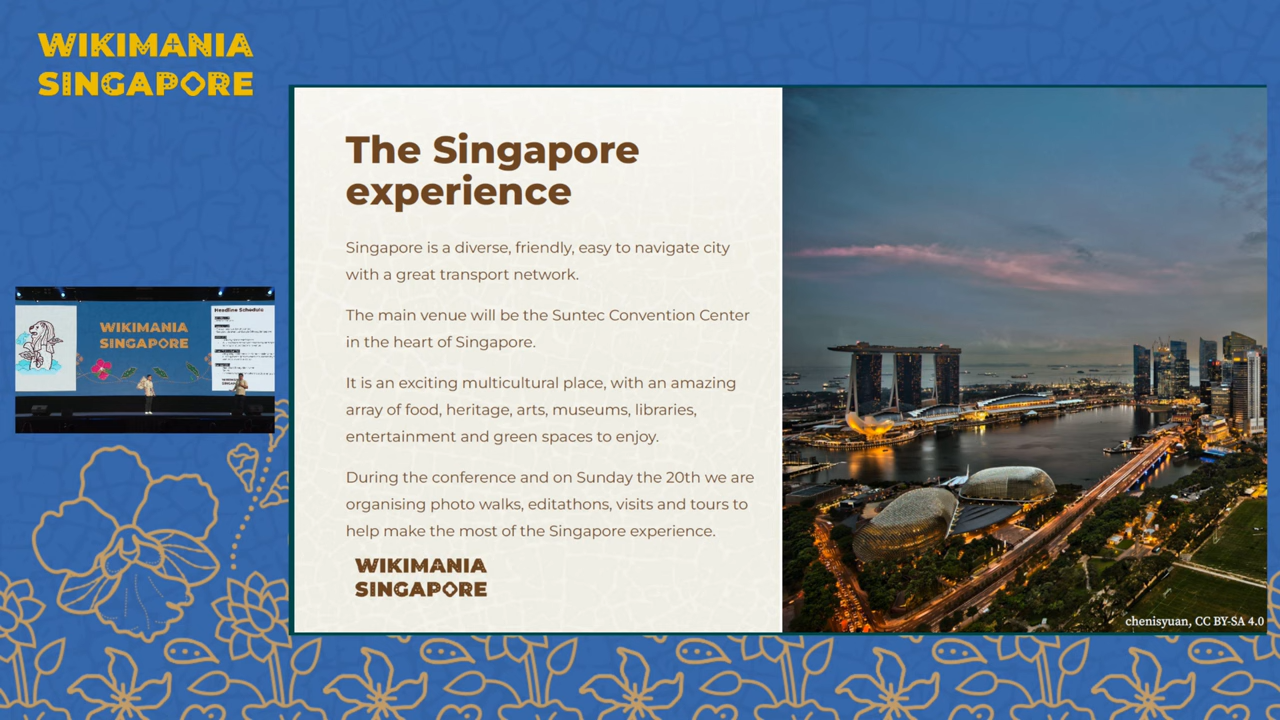 WIKIMANIA
SINGAPORE
The Singapore
experience
Singapore is a diverse, friendly, easy to navigate city
with a great transport network.
The main venue will be the Suntec Convention Center
in the heart of Singapore.
It is an exciting multicultural place, with an amazing
array of food, heritage, arts, museums, libraries,
entertainment and green spaces to enjoy.
During the conference and on Sunday the 20th we are
organising photo walks, editathons, visits and tours to
help make the most of the Singapore experience.
WIKIMANIA
SINGAPORE
chenisyuan, CC BY-SA 4.0
WIKIMANIA
SINGAPORE
Headline Schedule